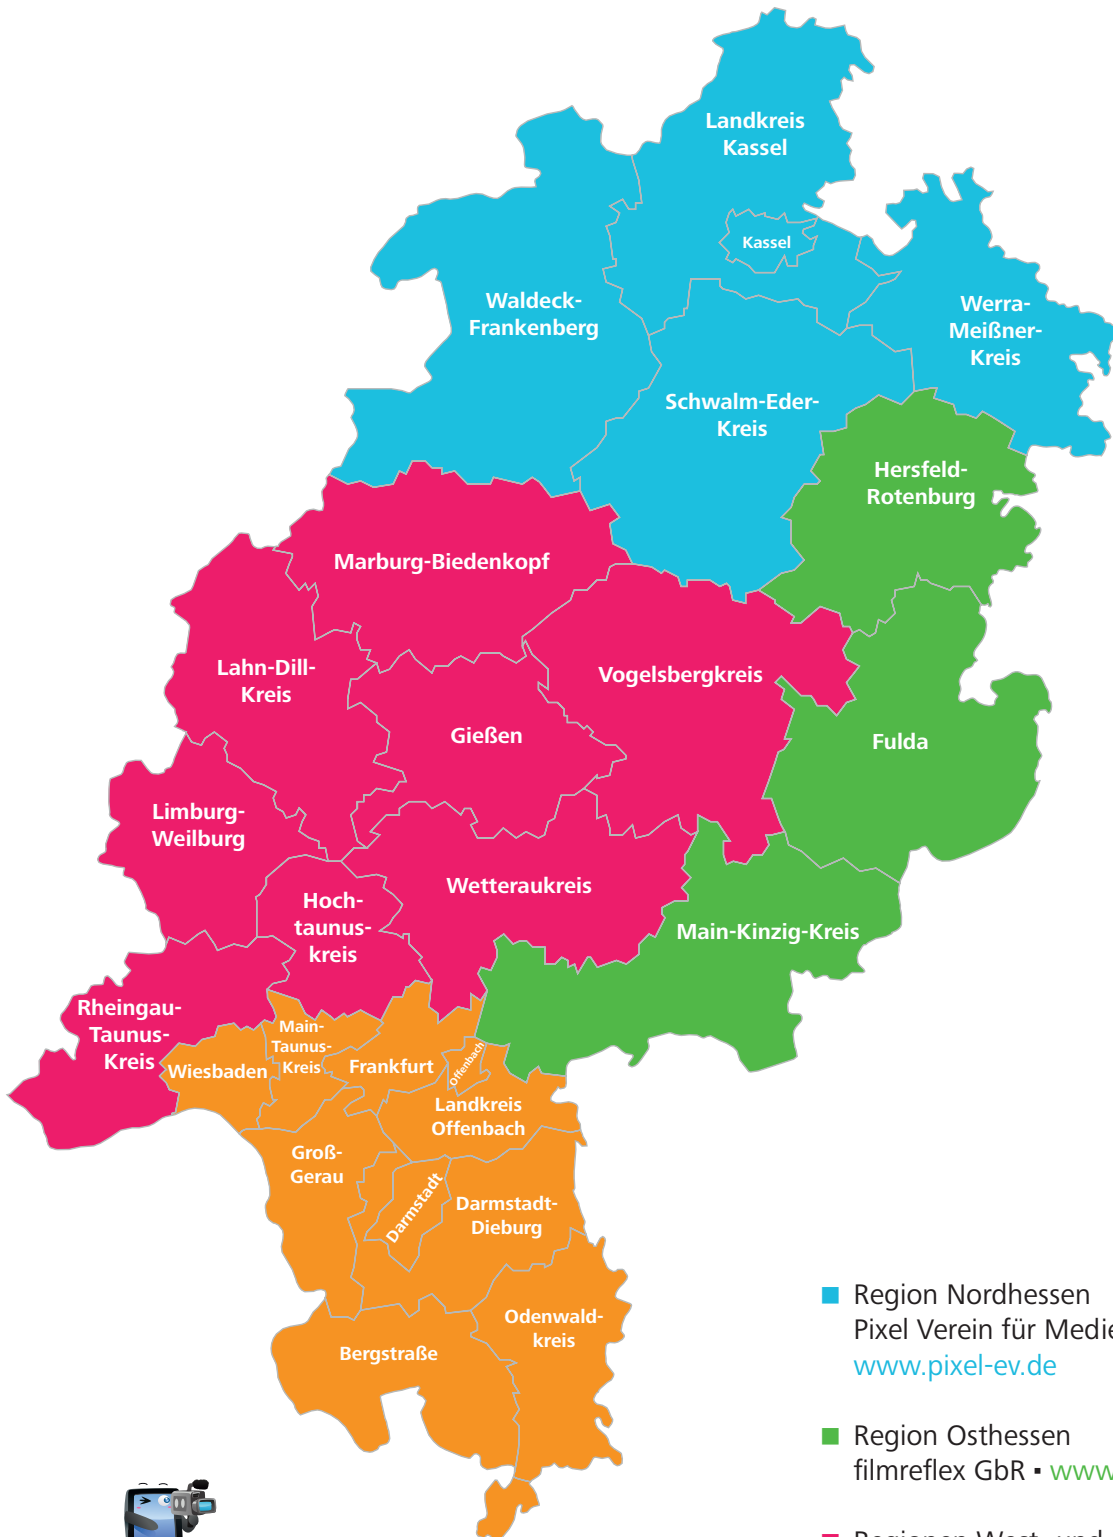 Landkreis
Kassel
Kassel
Waldeck-
Frankenberg
Werra-
Meißner-
Kreis
Schwalm-Eder-
Kreis
Hersfeld-
Rotenburg
Marburg-Biedenkopf
Lahn-Dill-
Kreis
Vogelsbergkreis
Gießen
Fulda
Limburg-
Weilburg
Wetteraukreis
Hoch-
taunus-
kreis
Main-Kinzig-Kreis
Rheingau-
Taunus-
Kreis
Wiesbaden
Main-
Taunus-
Kreis
Frankfurt
Offenbach
Landkreis
Offenbach
Groß-
Gerau
Darmstadt
Darmstadt-
Dieburg
Odenwald-
kreis
Bergstraße
Region Nordhessen
Pixel Verein für
www.pixel-ev.de
Region Osthessen
filmreflex GbR ▪
Regionen West- und